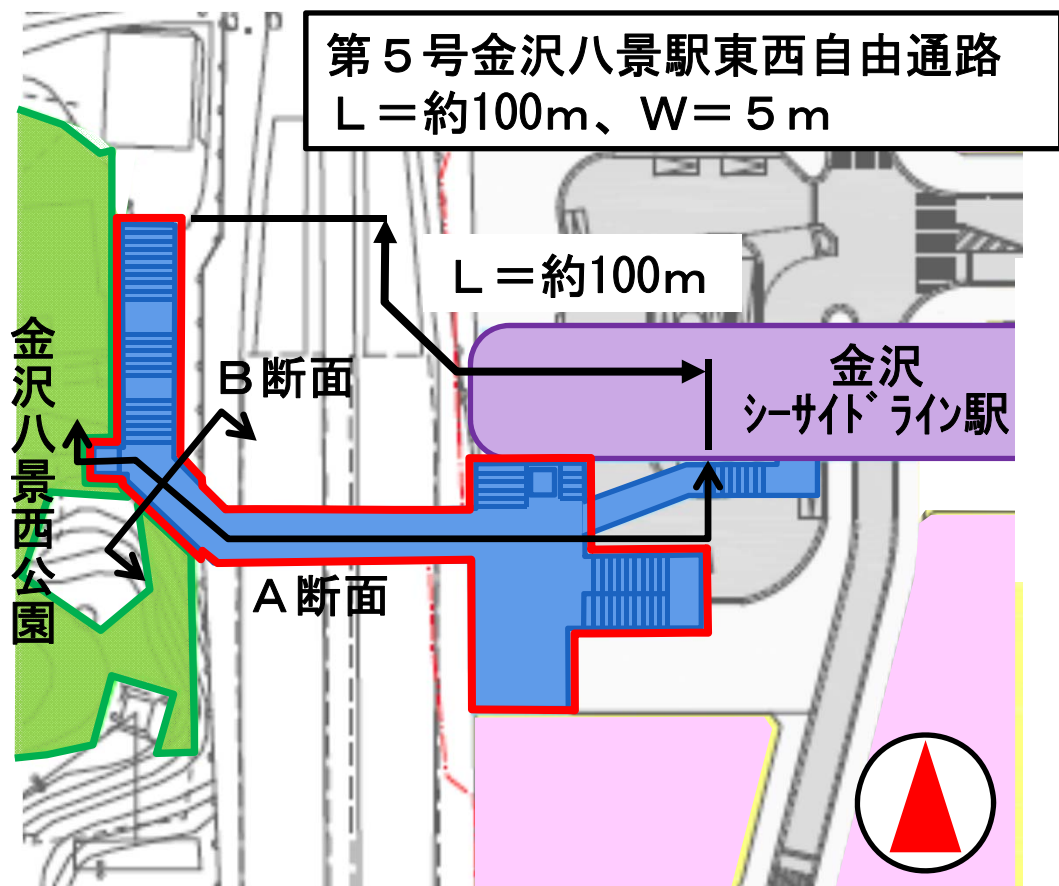 第５号金沢八景駅東西自由通路
Ｌ＝約100ｍ、Ｗ＝５ｍ
Ｌ＝約100ｍ
金沢
ｼｰｻｲﾄﾞﾗｲﾝ駅
Ｂ断面
金沢八景西公園
Ａ断面